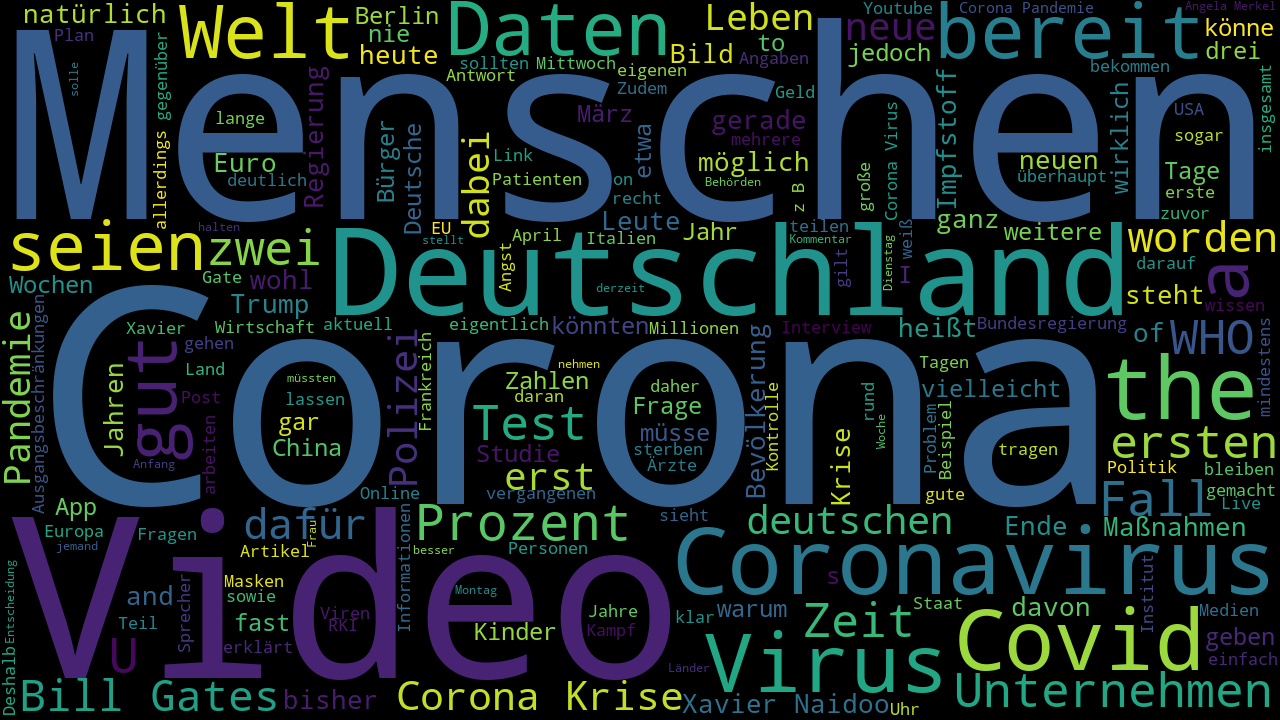 natürlich
Plan
solle
gegenüber
Welt
Berlin
nie
heute
Daten
sollten
Mittwoch
Antwort
eigenen
Zudem
Bild
Leben
to
Angaben
Geld
neue
jedoch
Youtube
Corona Pandemie
bereit
bekommen
Angela Merkel
könne
drei
insgesamt
Menschen
lange
Euro
deutlich
allerdings
Regierung
Bürger
Deutsche
dabei
Link
Patienten
on
März
etwa
recht
gerade
mehrere
möglich
Behörden
z B
große
Corona Virus
Impfstoff
neuen
überhaupt
wirklich
USA
sogar
Tage
erste
zuvor
halten
seien
zwei
Wochen
Gate
wohl
Trump
EU
stellt
Angst
April
Italien
Leute
Jahr
derzeit
teilen
Kommentar
gilt
Dienstag
weiß
I
ganz
weitere
worden
darauf
a
steht
wissen
Deutschland
Pandemie
Ausgangsbeschränkungen
Xavier
gehen
Wirtschaft
aktuell
Jahren
gut
Land
Post
müssten
lassen
gar
China
Anfang
arbeiten
Polizei
Frankreich
eigentlich
könnten
Millionen
nehmen
Zahlen
daran
daher
Frage
müsse
sterben
Ärzte
Test
Studie
erst
Bevölkerung
Interview
Kontrolle
Krise
rund
Woche
heißt
Bundesregierung
Tagen
vielleicht
of
WHO
mindestens
the
Problem
Beispiel
tragen
ersten
Politik
bleiben
gute
gemacht
Corona
App
Europa
jemand
Fragen
dafür
Artikel
Frau
Online
Informationen
vergangenen
Prozent
besser
Personen
sieht
deutschen
Ende
Fall
Live
Maßnahmen
Video
Deshalb
Entscheidung
and
Teil
Sprecher
Masken
sowie
fast
Viren
RKI
erklärt
U
Montag
Kinder
Jahre
Kampf
klar
warum
s
Länder
Coronavirus
Zeit
Staat
davon
Institut
Medien
geben
einfach
Virus
Covid
Bill Gates
bisher
Corona Krise
Xavier Naidoo
Uhr
Unternehmen